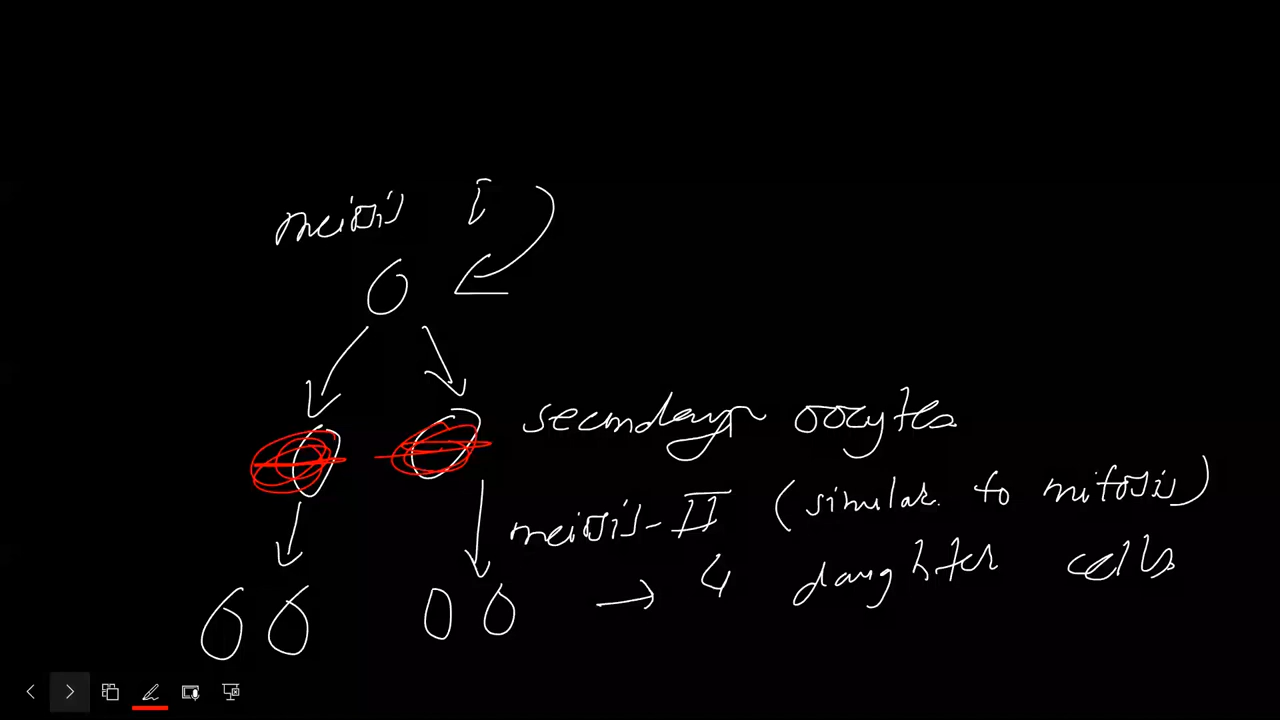 meiosis I
secondary oocytes
meiosis-II (similar to mitosis)
→ 4 daughter cells